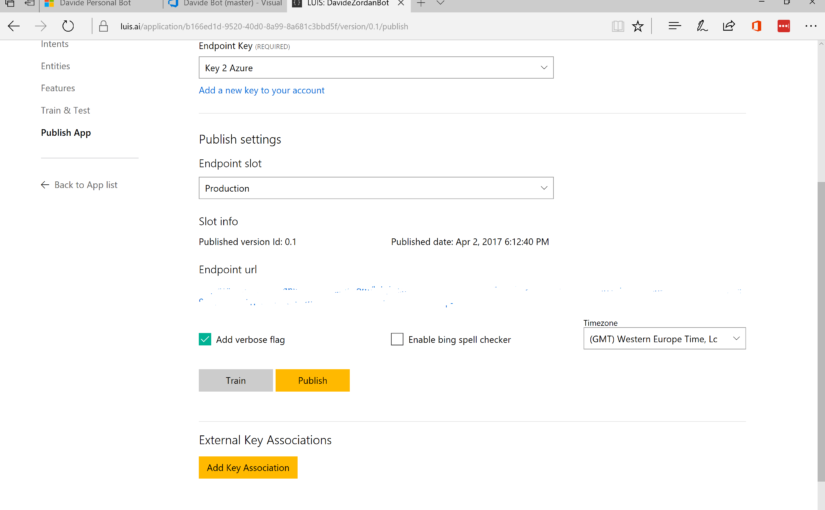 Davide Personal Bot
Davide Bot (master) - Visual
LUIS: DavideZordanBot
luis.ai/application/b166ed1d-9520-40d0-8a99-8a681c3bbd5f/version/0.1/publish
Intents
Entities
Features
Train & Test
Publish App
Back to App list
Endpoint Key (REQUIRED)
Key 2 Azure
Add a new key to your account
Publish settings
Endpoint slot
Production
Slot info
Published version Id: 0.1
Published date: Apr 2, 2017 6:12:40 PM
Endpoint url
Add verbose flag
Enable bing spell checker
Timezone
(GMT) Western Europe Time, Lc
Train
Publish
External Key Associations
Add Key Association